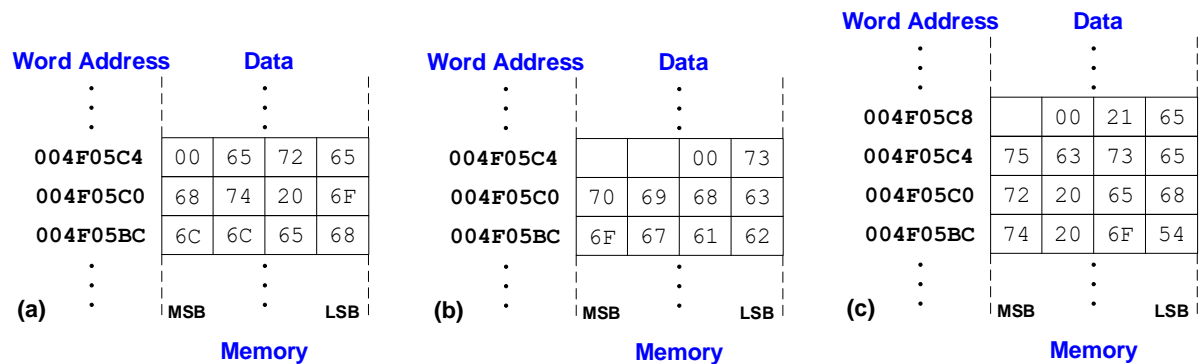 Word Address Data
004F05C4 00 65 72 65
004F05C0 68 74 20 6F
004F05BC 6C 6C 65 68
(a) MSB LSB
Memory
Word Address Data
004F05C4 00 73
004F05C0 70 69 68 63
004F05BC 6F 67 61 62
(b) MSB LSB
Memory
Word Address Data
004F05C8 00 21 65
004F05C4 75 63 73 65
004F05C0 72 20 65 68
004F05BC 74 20 6F 54
(c) MSB LSB
Memory